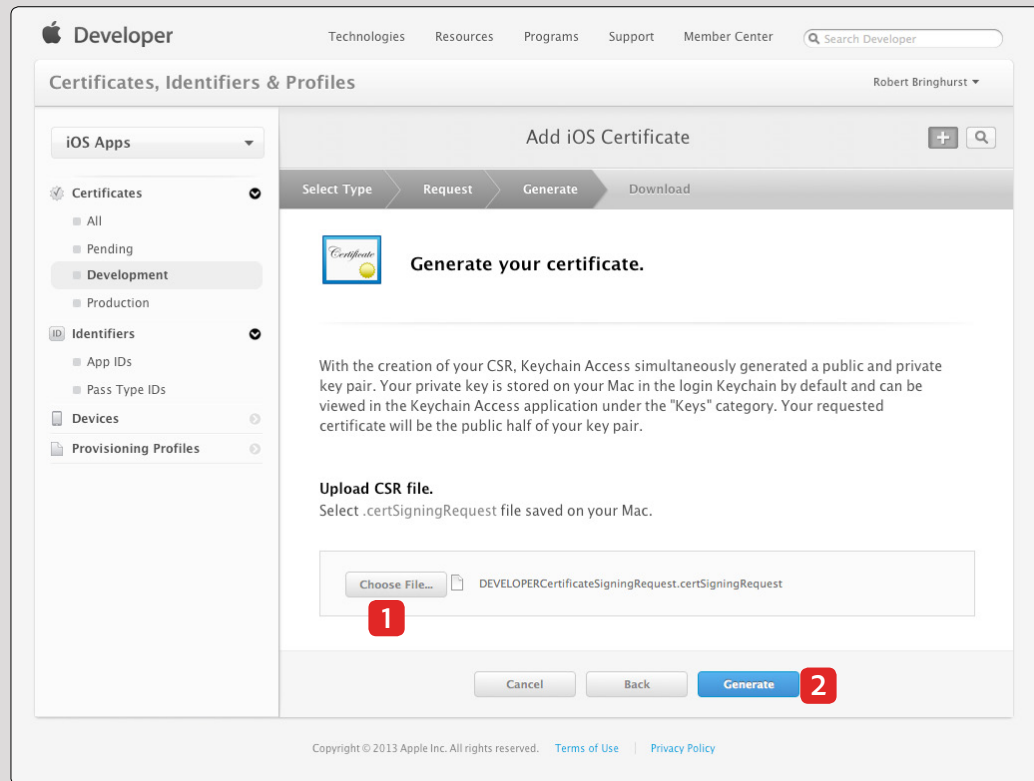 Developer
Technologies Resources Programs Support Member Center Search Developer
Certificates, Identifiers & Profiles
Robert Bringhurst
iOS Apps
Certificates
All
Pending
Development
Production
ID Identifiers
App IDs
Pass Type IDs
Devices
Provisioning Profiles
Add iOS Certificate
Select Type Request Generate Download
Certificate
Generate your certificate.
With the creation of your CSR, Keychain Access simultaneously generated a public and private
key pair. Your private key is stored on your Mac in the login Keychain by default and can be
viewed in the Keychain Access application under the "Keys" category. Your requested
certificate will be the public half of your key pair.
Upload CSR file.
Select .certSigningRequest file saved on your Mac.
Choose File... DEVELOPERCertificateSigningRequest.certSigningRequest
1
Cancel Back Generate 2
Copyright © 2013 Apple Inc. All rights reserved. Terms of Use Privacy Policy